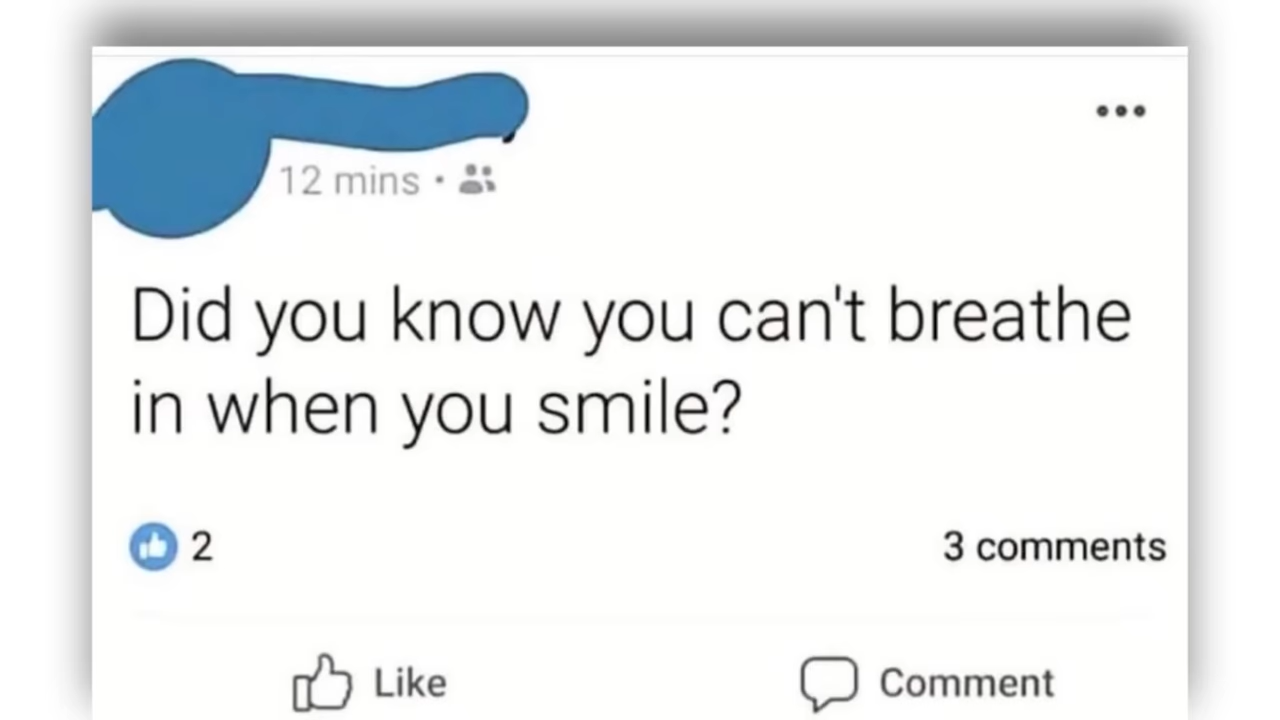 12 mins ·
Did you know you can't breathe
in when you smile?
2 3 comments
Like Comment